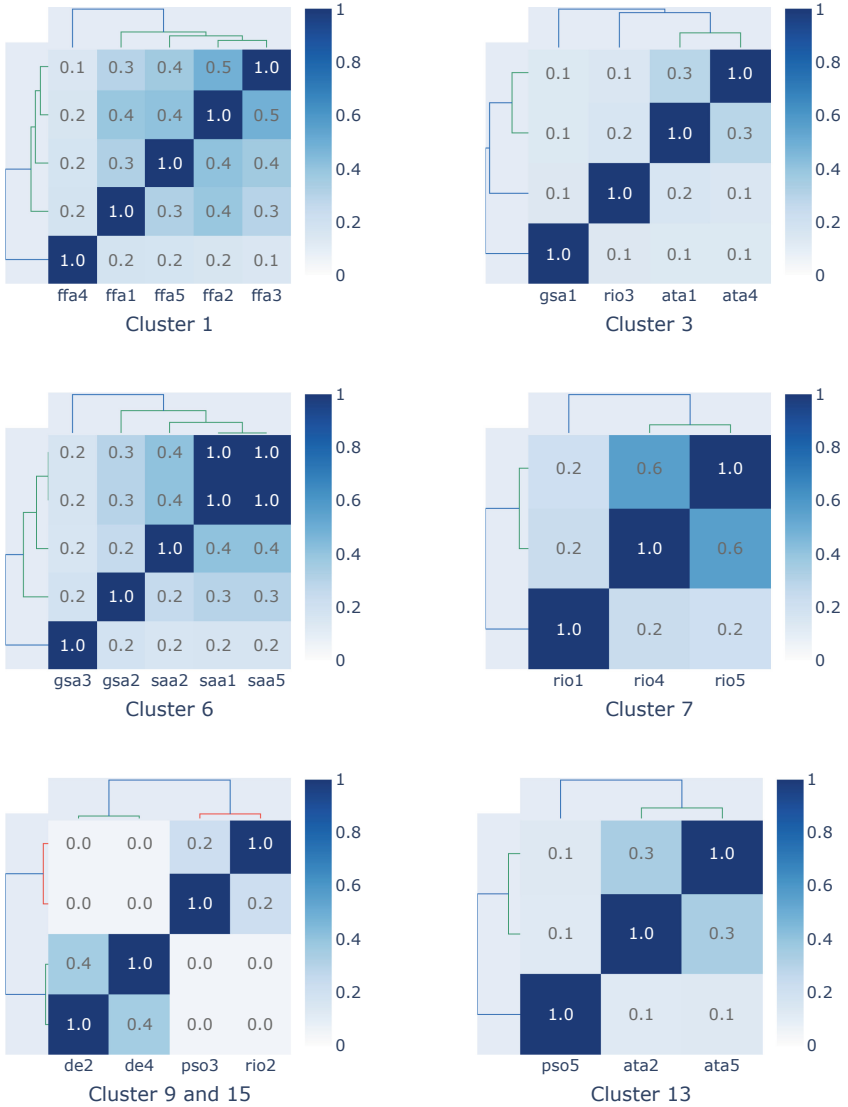 1
0.1 0.3 0.4 0.5 1.0
0.8
0.2 0.4 0.4 1.0 0.5
0.6
0.2 0.3 1.0 0.4 0.4
0.4
0.2 1.0 0.3 0.4 0.3
0.2
1.0 0.2 0.2 0.2 0.1
0
ffa4 ffa1 ffa5 ffa2 ffa3
Cluster 1
1
0.1 0.1 0.3 1.0
0.8
0.1 0.2 1.0 0.3
0.6
0.4
0.1 1.0 0.2 0.1
0.2
1.0 0.1 0.1 0.1
0
gsa1 rio3 ata1 ata4
Cluster 3
1
0.2 0.3 0.4 1.0 1.0
0.8
0.2 0.3 0.4 1.0 1.0
0.6
0.2 0.2 1.0 0.4 0.4
0.4
0.2 1.0 0.2 0.3 0.3
0.2
1.0 0.2 0.2 0.2 0.2
0
gsa3 gsa2 saa2 saa1 saa5
Cluster 6
1
0.2 0.6 1.0
0.8
0.6
0.2 1.0 0.6
0.4
0.2
1.0 0.2 0.2
0
rio1 rio4 rio5
Cluster 7
1
0.0 0.0 0.2 1.0
0.8
0.0 0.0 1.0 0.2
0.6
0.4
0.4 1.0 0.0 0.0
0.2
1.0 0.4 0.0 0.0
0
de2 de4 pso3 rio2
Cluster 9 and 15
1
0.1 0.3 1.0
0.8
0.6
0.1 1.0 0.3
0.4
0.2
1.0 0.1 0.1
0
pso5 ata2 ata5
Cluster 13